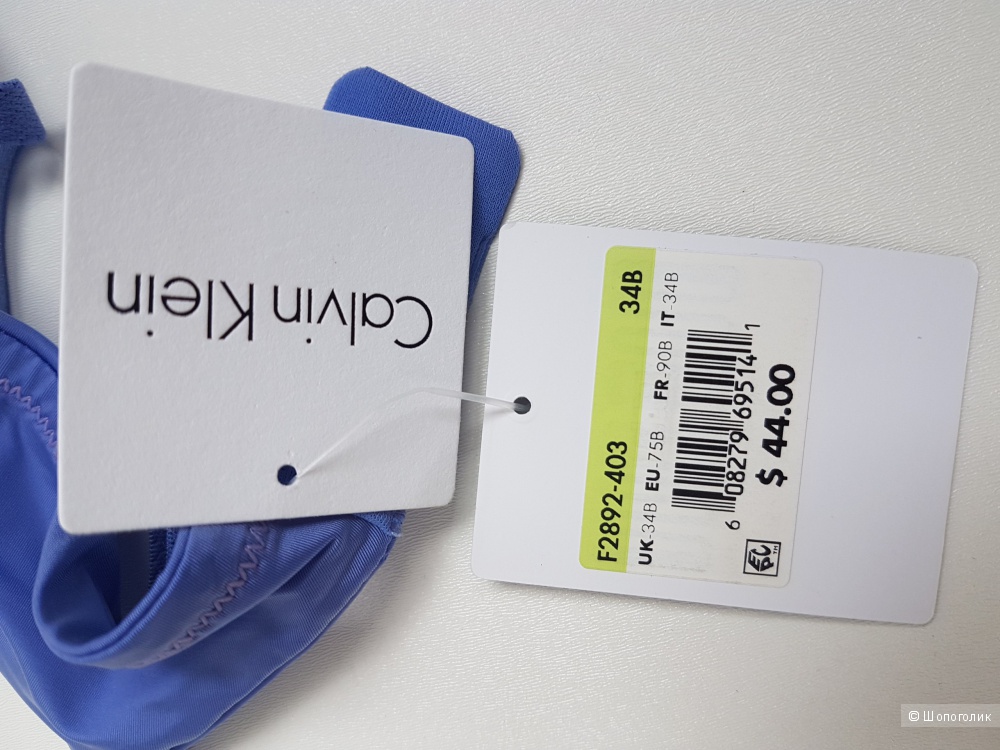 Calvin Klein
F2892-403 34B
UK-34B EU-75B FR-90B IT-34B
6 08279 69514 1
$ 44.00
EPC™
© Шопоголик